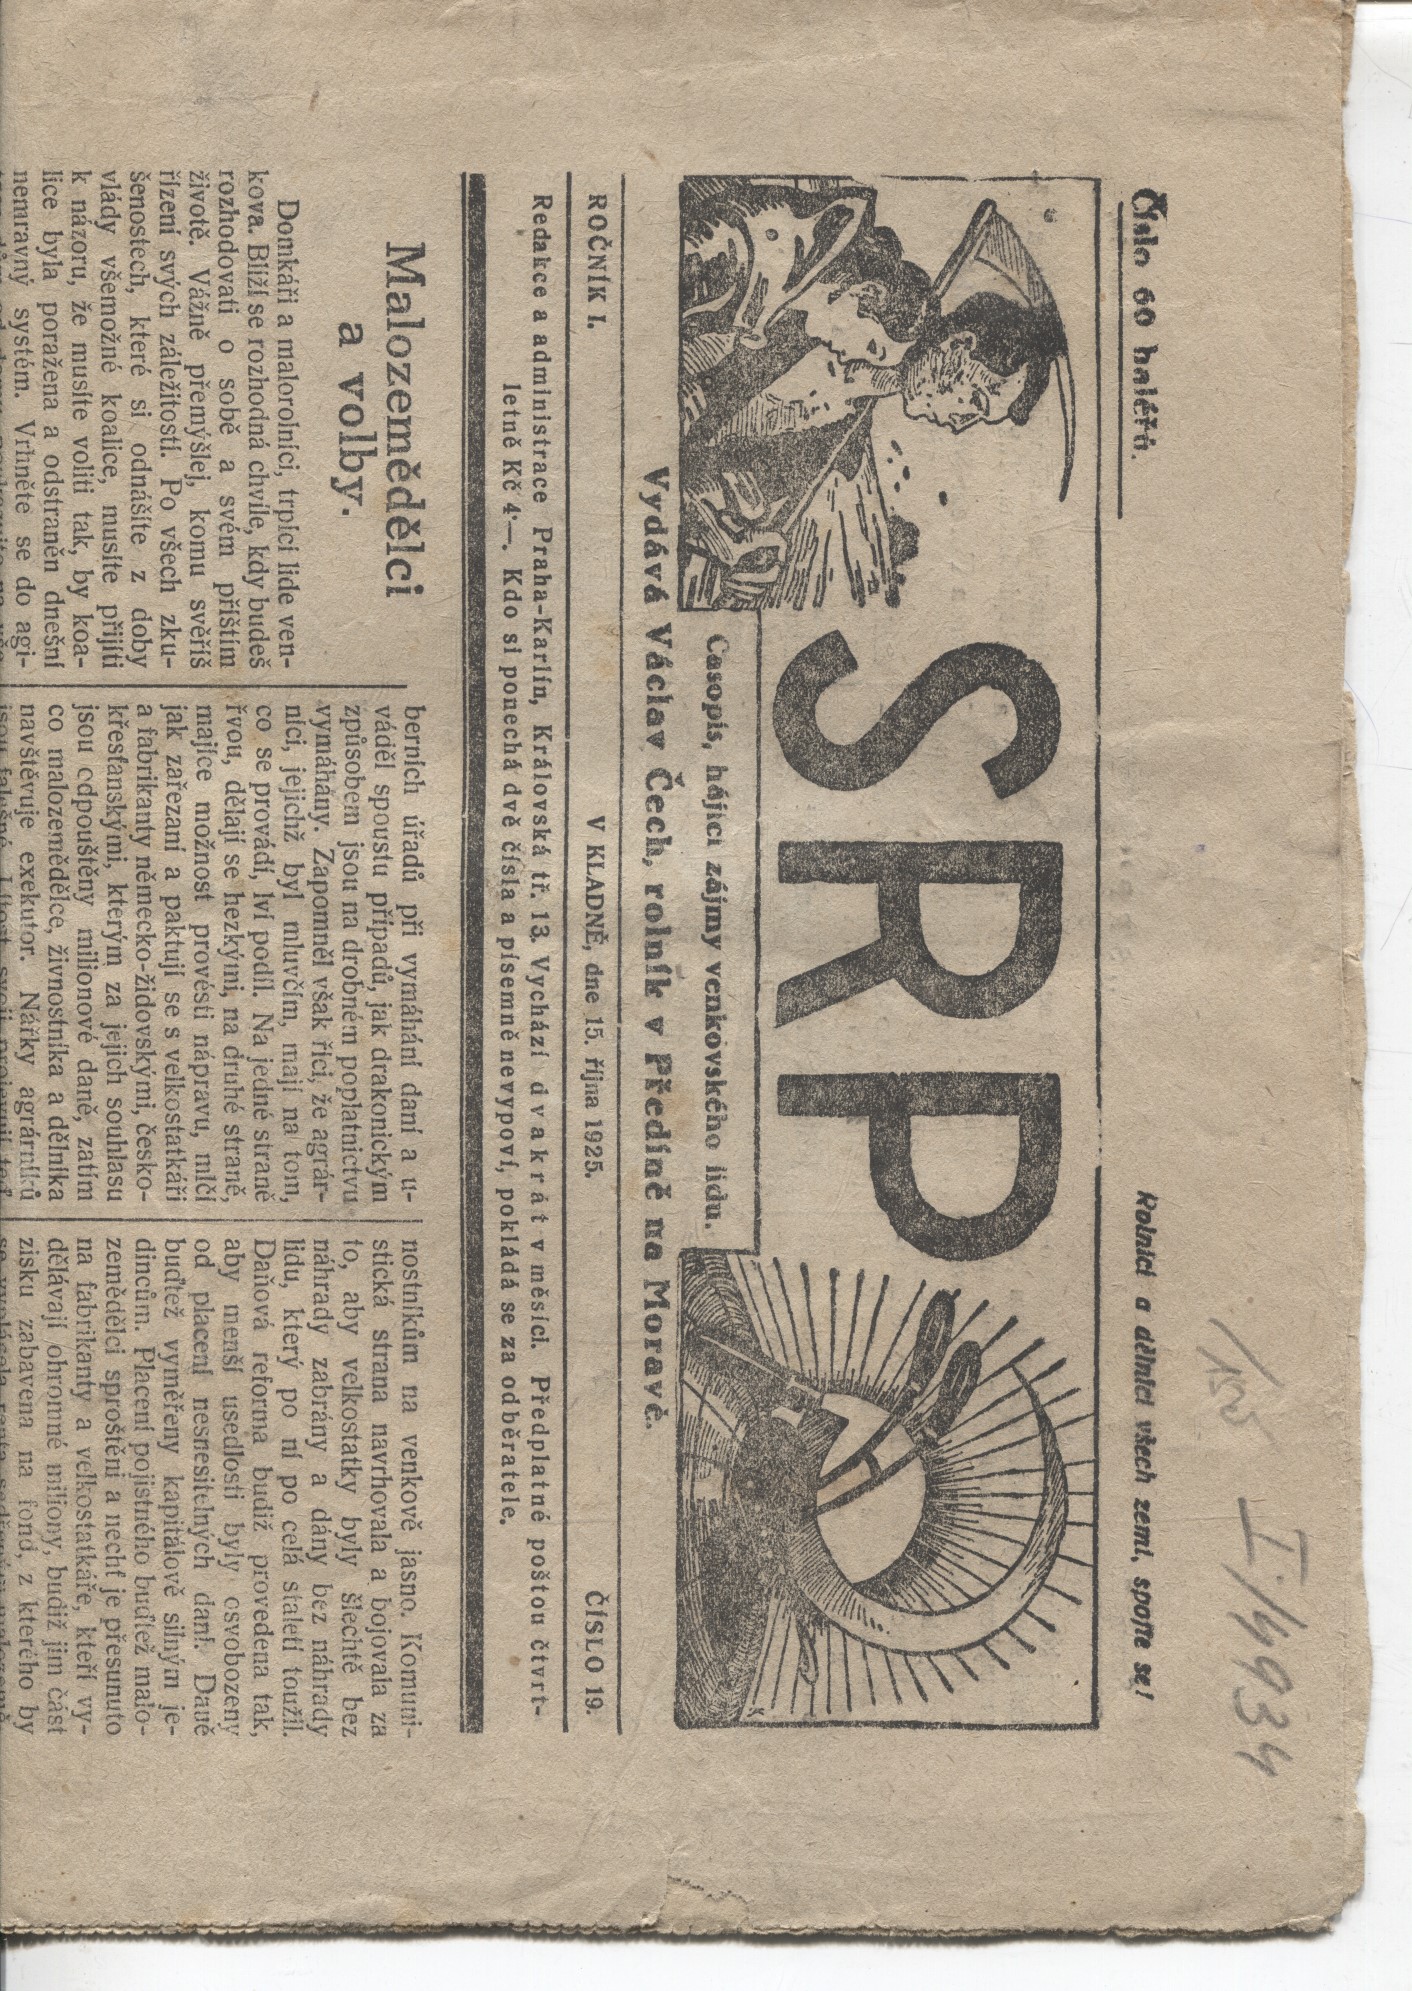 Číslo 60 haléřů.
Rolníci a dělníci všech zemí, spojte se!
I. 44934
SRP
Časopis, hájící zájmy venkovského lidu.
Vydává Václav Čech, rolník v Předíně na Moravě.
ROČNÍK I. V KLADNĚ, dne 15. října 1925. ČÍSLO 19.
Redakce a administrace Praha-Karlín, Královská tř. 13. Vychází dvakrát v měsíci. Předplatné poštou čtvrt-
letně Kč 4·—. Kdo si ponechá dvě čísla a písemně nevypoví, pokládá se za odběratele.
Malozemědělci
a volby.
Domkáři a malorolníci, trpící lide ven-
kova. Blíží se rozhodná chvíle, kdy budeš
rozhodovati o sobě a svém příštím
životě. Vážně přemýšlej, komu svěříš
řízení svých záležitostí. Po všech zku-
šenostech, které si odnášíte z doby
vlády všemožné koalice, musíte přijíti
k názoru, že musíte voliti tak, by koa-
lice byla poražena a odstraněn dnešní
nemravný systém. Vrhněte se do agi-
berních úřadů při vymáhání daní a u-
váděl spoustu případů, jak drakonickým
způsobem jsou na drobném poplatnictvu
vymáhány. Zapomněl však říci, že agrár-
níci, jejichž byl mluvčím, mají na tom,
co se provádí, lví podíl. Na jedné straně
řvou, dělají se hezkými, na druhé straně,
majíce možnost provésti nápravu, mlčí
jak zařezaní a paktují se s velkostatkáři
a fabrikanty německo-židovskými, česko-
křesťanskými, kterým za jejich souhlasu
jsou odpouštěny milionové daně, zatím
co malozemědělce, živnostníka a dělníka
navštěvuje exekutor. Nářky agrárníků
nostníkům na venkově jasno. Komuni-
stická strana navrhovala a bojovala za
to, aby velkostatky byly šlechtě bez
náhrady zabrány a dány bez náhrady
lidu, který po ní po celá staletí toužil.
Daňová reforma budiž provedena tak,
aby menší usedlosti byly osvobozeny
od placení nesnesitelných daní. Daně
buďtež vyměřeny kapitálově silným je-
dincům. Placení pojistného buďtež malo-
zemědělci sproštěni a nechť je přesunuto
na fabrikanty a velkostatkáře, kteří vy-
dělávají ohromné miliony, budiž jim část
zisku zabavena na fond, z kterého by